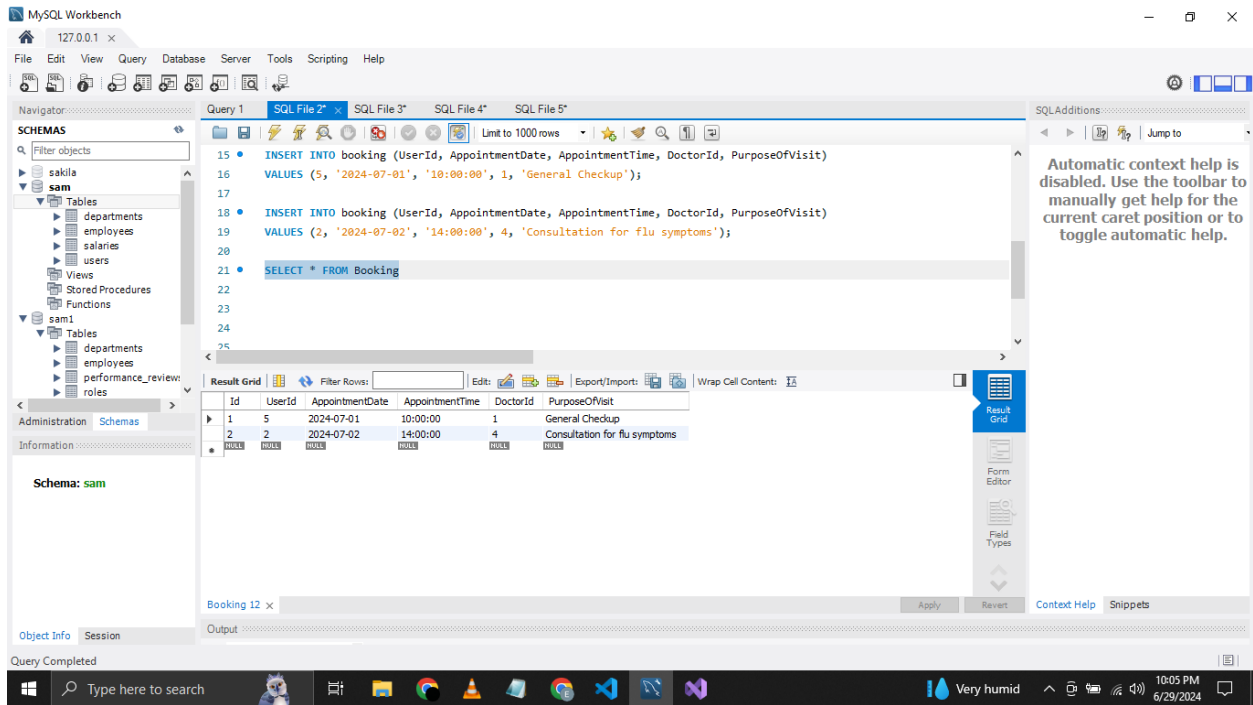 MySQL Workbench
127.0.0.1
File Edit View Query Database Server Tools Scripting Help
Navigator
SCHEMAS
Filter objects
sakila
sam
Tables
departments
employees
salaries
users
Views
Stored Procedures
Functions
sam1
Tables
departments
employees
performance_reviews
roles
Administration Schemas
Information
Schema: sam
Object Info Session
Query 1 SQL File 2* SQL File 3* SQL File 4* SQL File 5*
Limit to 1000 rows
15 INSERT INTO booking (UserId, AppointmentDate, AppointmentTime, DoctorId, PurposeOfVisit)
16 VALUES (5, '2024-07-01', '10:00:00', 1, 'General Checkup');
17
18 INSERT INTO booking (UserId, AppointmentDate, AppointmentTime, DoctorId, PurposeOfVisit)
19 VALUES (2, '2024-07-02', '14:00:00', 4, 'Consultation for flu symptoms');
20
21 SELECT * FROM Booking
22
23
24
25
Result Grid Filter Rows: Edit: Export/Import: Wrap Cell Content:
Id UserId AppointmentDate AppointmentTime DoctorId PurposeOfVisit
1 5 2024-07-01 10:00:00 1 General Checkup
2 2 2024-07-02 14:00:00 4 Consultation for flu symptoms
NULL NULL NULL NULL NULL NULL
Result
Grid
Form
Editor
Field
Types
Booking 12
Apply Revert
Output
SQLAdditions
Jump to
Automatic context help is
disabled. Use the toolbar to
manually get help for the
current caret position or to
toggle automatic help.
Context Help Snippets
Query Completed
Type here to search
Very humid
10:05 PM
6/29/2024